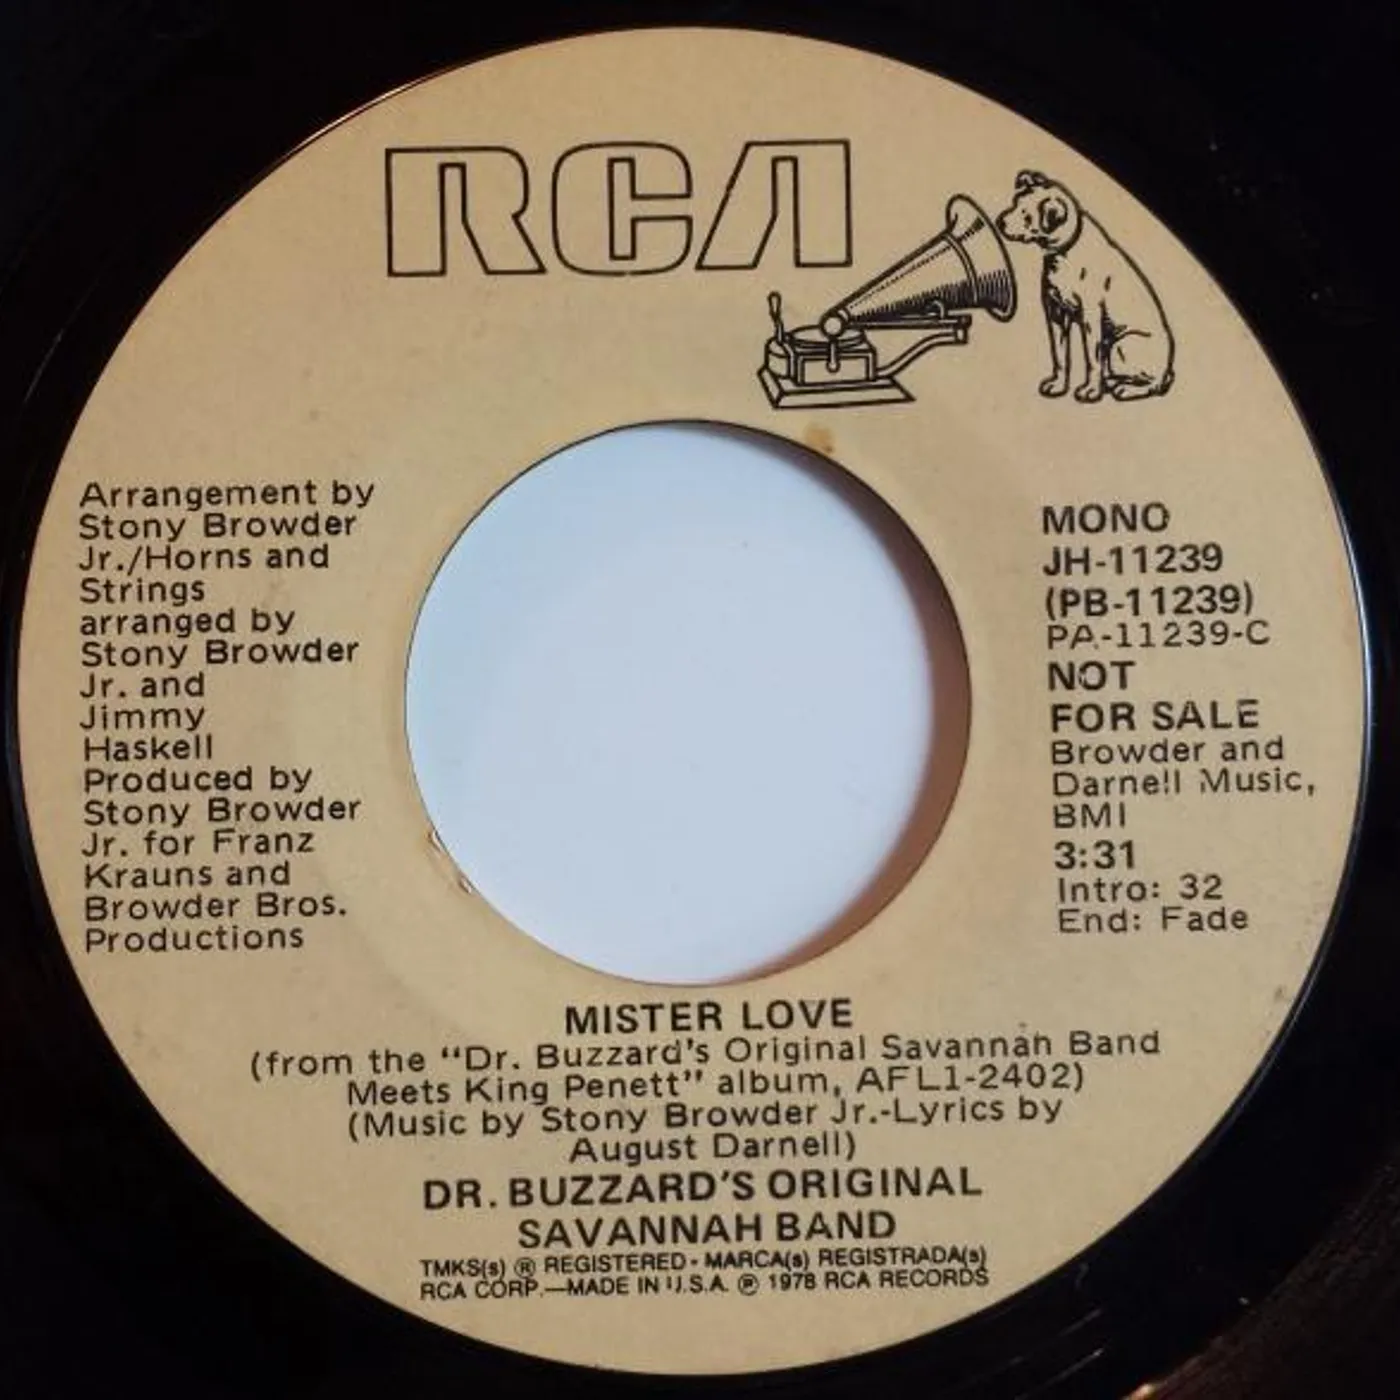 RCA
Arrangement by
Stony Browder
Jr./Horns and
Strings
arranged by
Stony Browder
Jr. and
Jimmy
Haskell
Produced by
Stony Browder
Jr. for Franz
Krauns and
Browder Bros.
Productions
MONO
JH-11239
(PB-11239)
PA-11239-C
NOT
FOR SALE
Browder and
Darnell Music,
BMI
3:31
Intro: 32
End: Fade
MISTER LOVE
(from the "Dr. Buzzard's Original Savannah Band
Meets King Penett" album, AFL1-2402)
(Music by Stony Browder Jr.-Lyrics by
August Darnell)
DR. BUZZARD'S ORIGINAL
SAVANNAH BAND
TMKS(s) ® REGISTERED • MARCA(s) REGISTRADA(s)
RCA CORP.—MADE IN U.S.A. ℗ 1978 RCA RECORDS